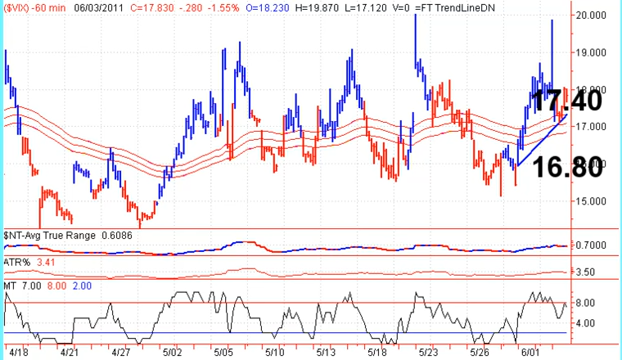 ($VIX) -60 min 06/03/2011 C=17.830 -.280 -1.55% O=18.230 H=19.870 L=17.120 V=0 =FT TrendLineDN
20.000
19.000
18.000
17.40
17.000
16.80
15.000
$NT-Avg True Range 0.6086
0.7000
ATR% 3.41
3.50
MT 7.00 8.00 2.00
8.00
4.00
4/18 4/21 4/27 5/02 5/05 5/10 5/13 5/18 5/23 5/26 6/01